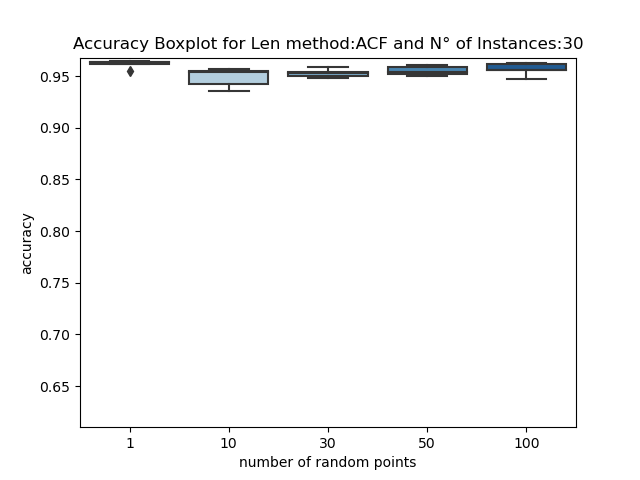 Accuracy Boxplot for Len method:ACF and N° of Instances:30
0.95
0.90
0.85
0.80
0.75
0.70
0.65
accuracy
1 10 30 50 100
number of random points